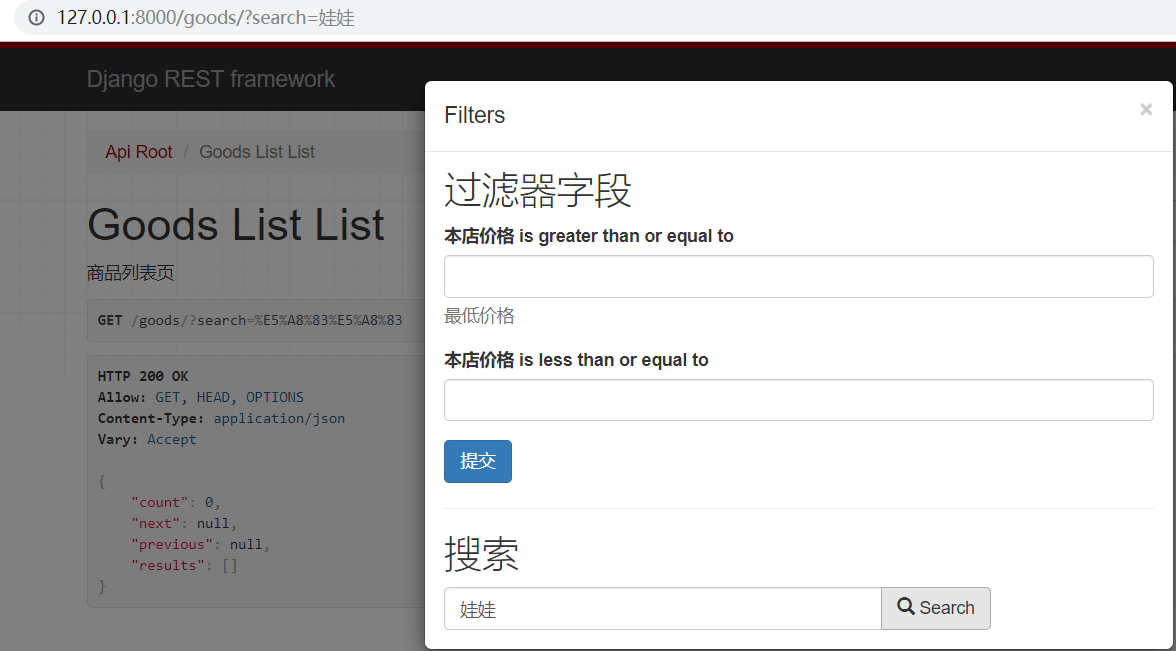 127.0.0.1:8000/goods/?search=娃娃
Django REST framework
Api Root / Goods List List
Goods List List
商品列表页
GET /goods/?search=%E5%A8%83%E5%A8%83
HTTP 200 OK
Allow: GET, HEAD, OPTIONS
Content-Type: application/json
Vary: Accept
{
"count": 0,
"next": null,
"previous": null,
"results": []
}
Filters ×
过滤器字段
本店价格 is greater than or equal to
最低价格
本店价格 is less than or equal to
提交
搜索
娃娃 Search